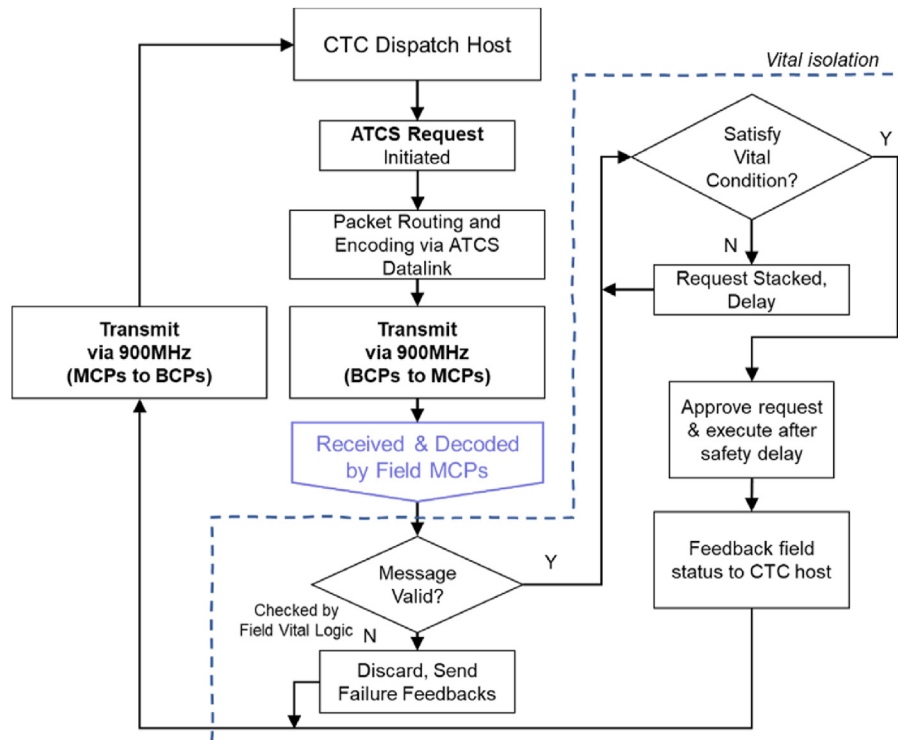 CTC Dispatch Host
Vital isolation
ATCS Request
Initiated
Satisfy
Vital
Condition?
Y
Packet Routing and
Encoding via ATCS
Datalink
N
Request Stacked,
Delay
Transmit
via 900MHz
(MCPs to BCPs)
Transmit
via 900MHz
(BCPs to MCPs)
Approve request
& execute after
safety delay
Received & Decoded
by Field MCPs
Feedback field
status to CTC host
Message
Valid?
Y
Checked by
Field Vital Logic
N
Discard, Send
Failure Feedbacks